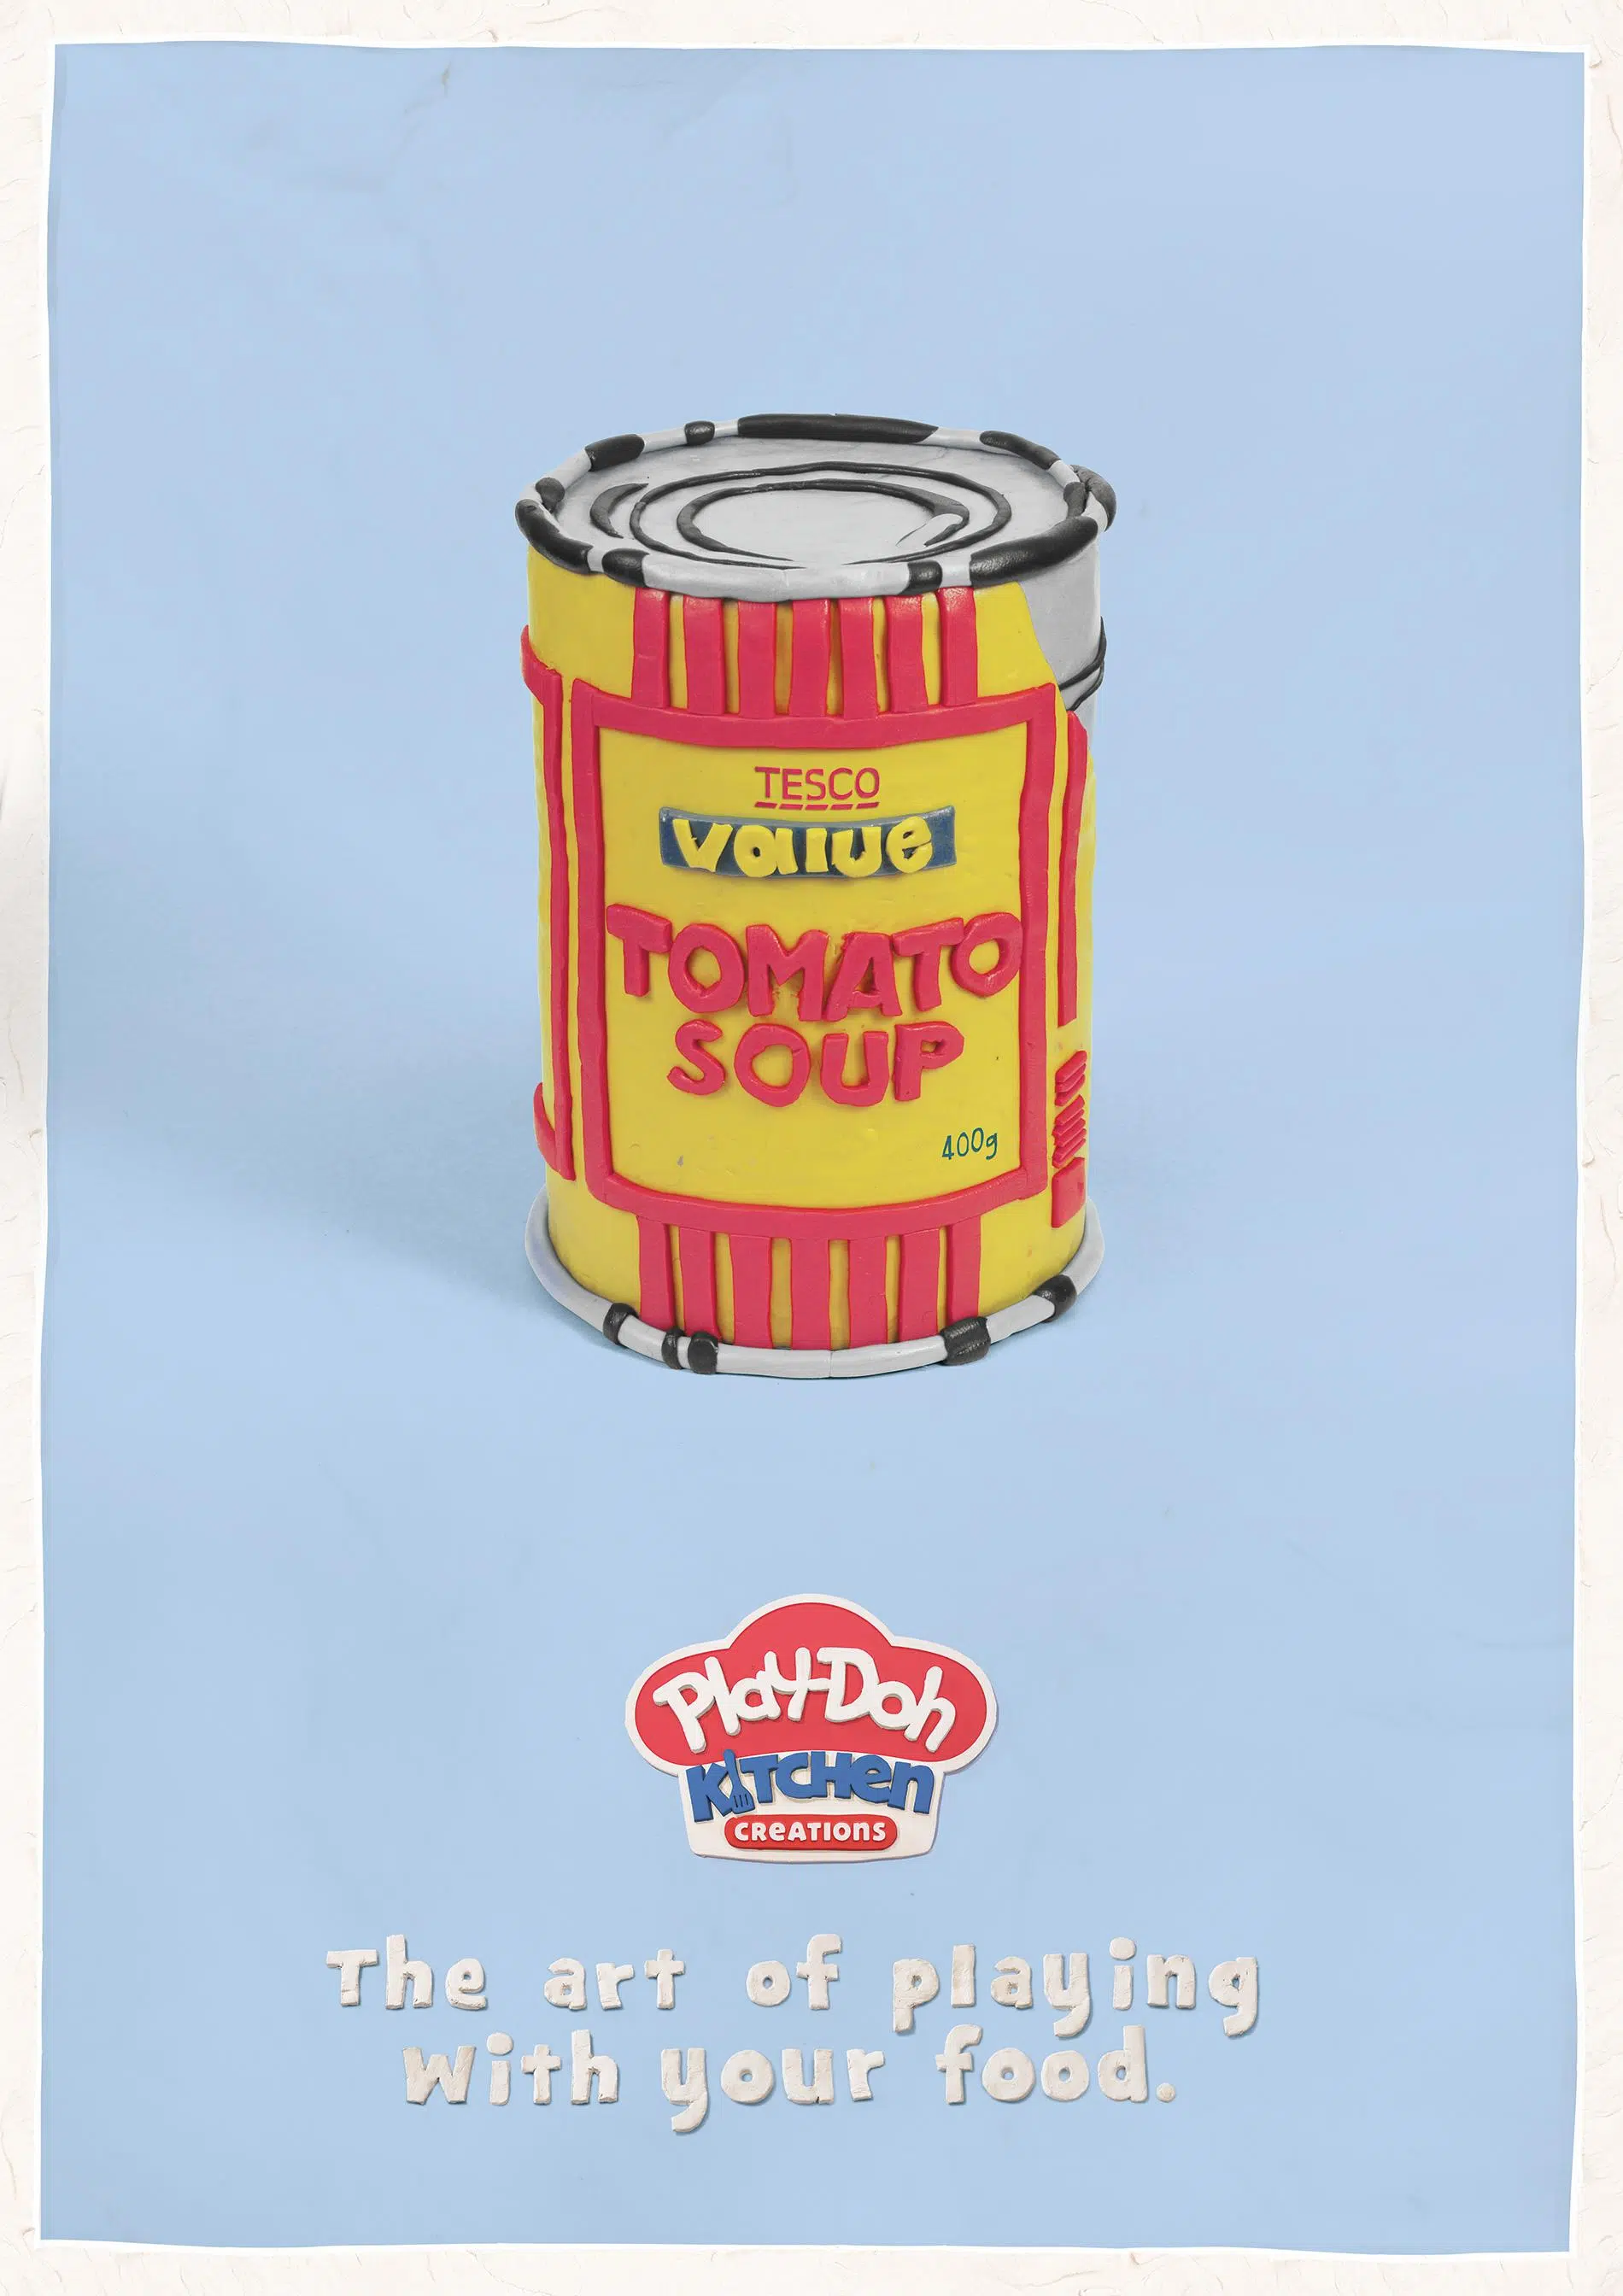 TESCO
value
TOMATO
SOUP
400g
Play-Doh
KITCHen
CReATIOnS
The art of playing
with your food.